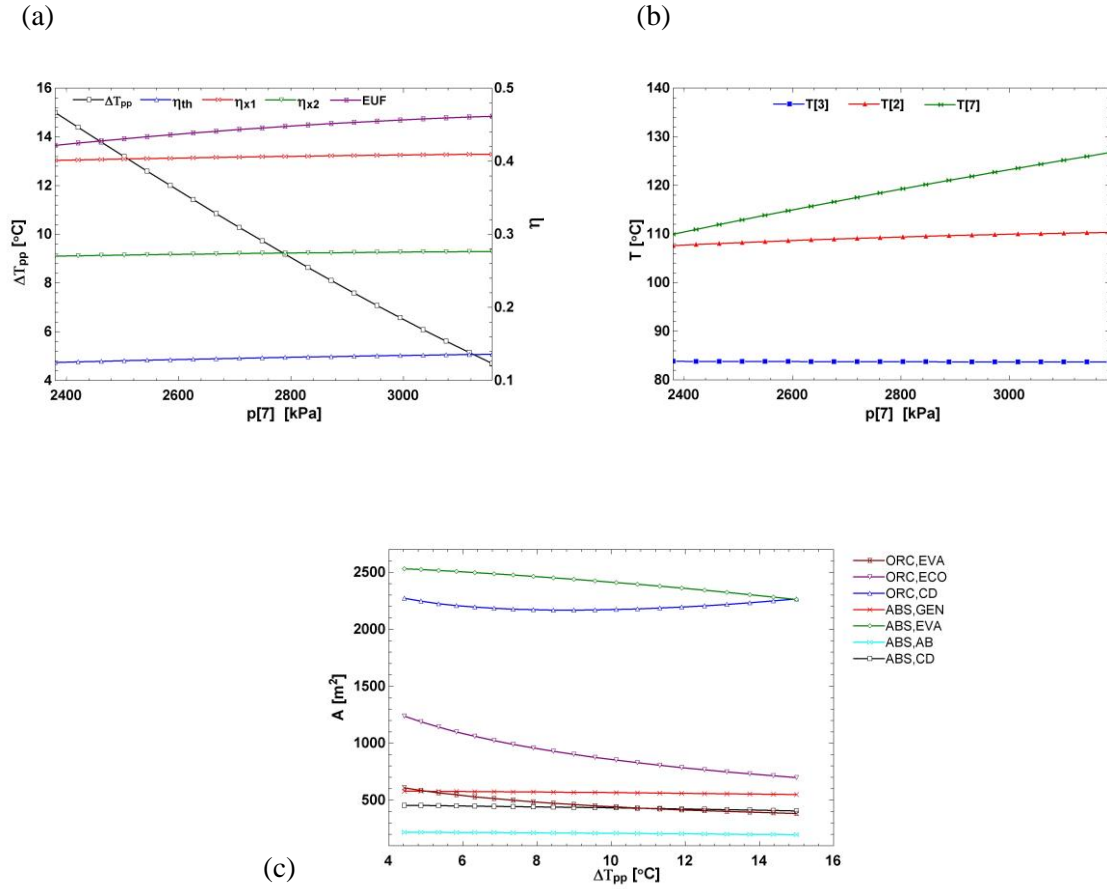 (a)
(b)
ΔTpp ηth ηx1 ηx2 EUF
16
14
12
10
8
6
4
ΔTpp [°C]
0.5
0.4
0.3
0.2
0.1
η
2400 2600 2800 3000
p[7] [kPa]
T[3] T[2] T[7]
140
130
120
110
100
90
80
T [°C]
2400 2600 2800 3000
p[7] [kPa]
ORC,EVA
ORC,ECO
ORC,CD
ABS,GEN
ABS,EVA
ABS,AB
ABS,CD
2500
2000
1500
1000
500
A [m²]
4 6 8 10 12 14 16
ΔTpp [°C]
(c)